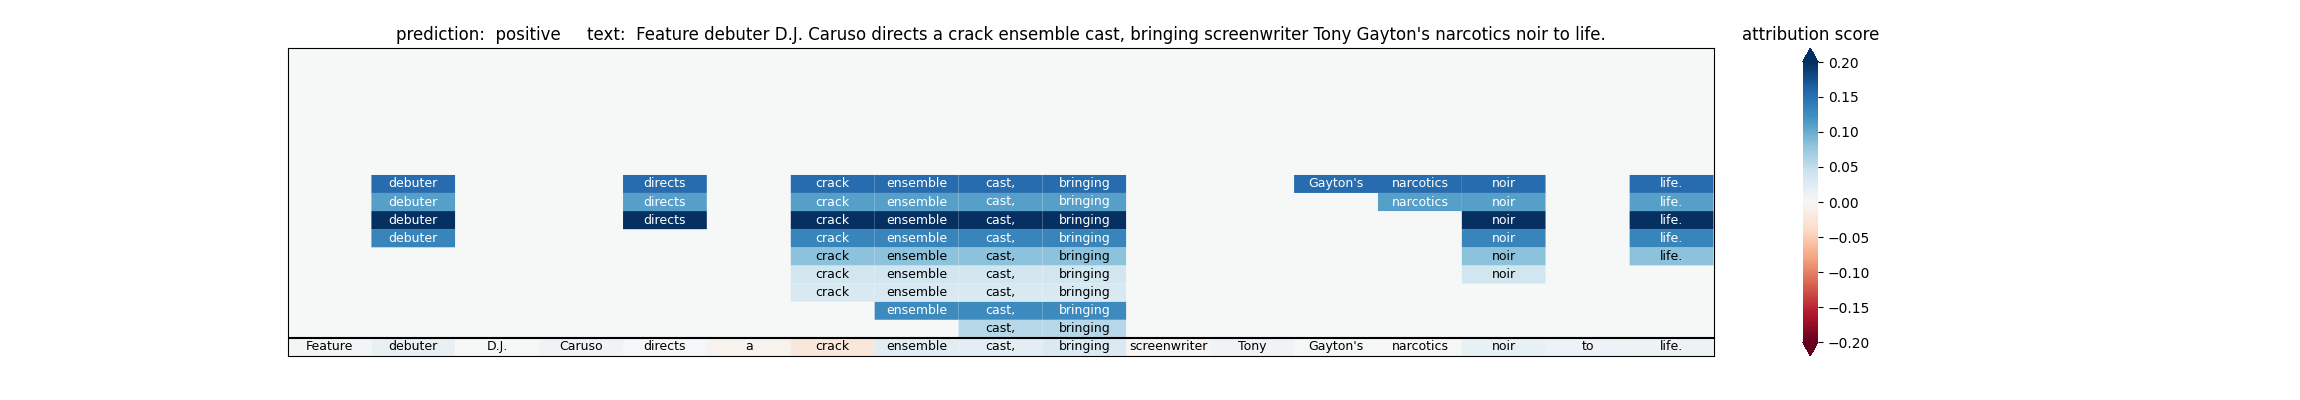 prediction:  positive     text:  Feature debuter D.J. Caruso directs a crack ensemble cast, bringing screenwriter Tony Gayton's narcotics noir to life.
attribution score
debuter directs crack ensemble cast, bringing Gayton's narcotics noir life.
debuter directs crack ensemble cast, bringing narcotics noir life.
debuter directs crack ensemble cast, bringing noir life.
debuter crack ensemble cast, bringing noir life.
crack ensemble cast, bringing noir life.
crack ensemble cast, bringing noir
crack ensemble cast, bringing
ensemble cast, bringing
cast, bringing
Feature debuter D.J. Caruso directs a crack ensemble cast, bringing screenwriter Tony Gayton's narcotics noir to life.
0.20
0.15
0.10
0.05
0.00
−0.05
−0.10
−0.15
−0.20